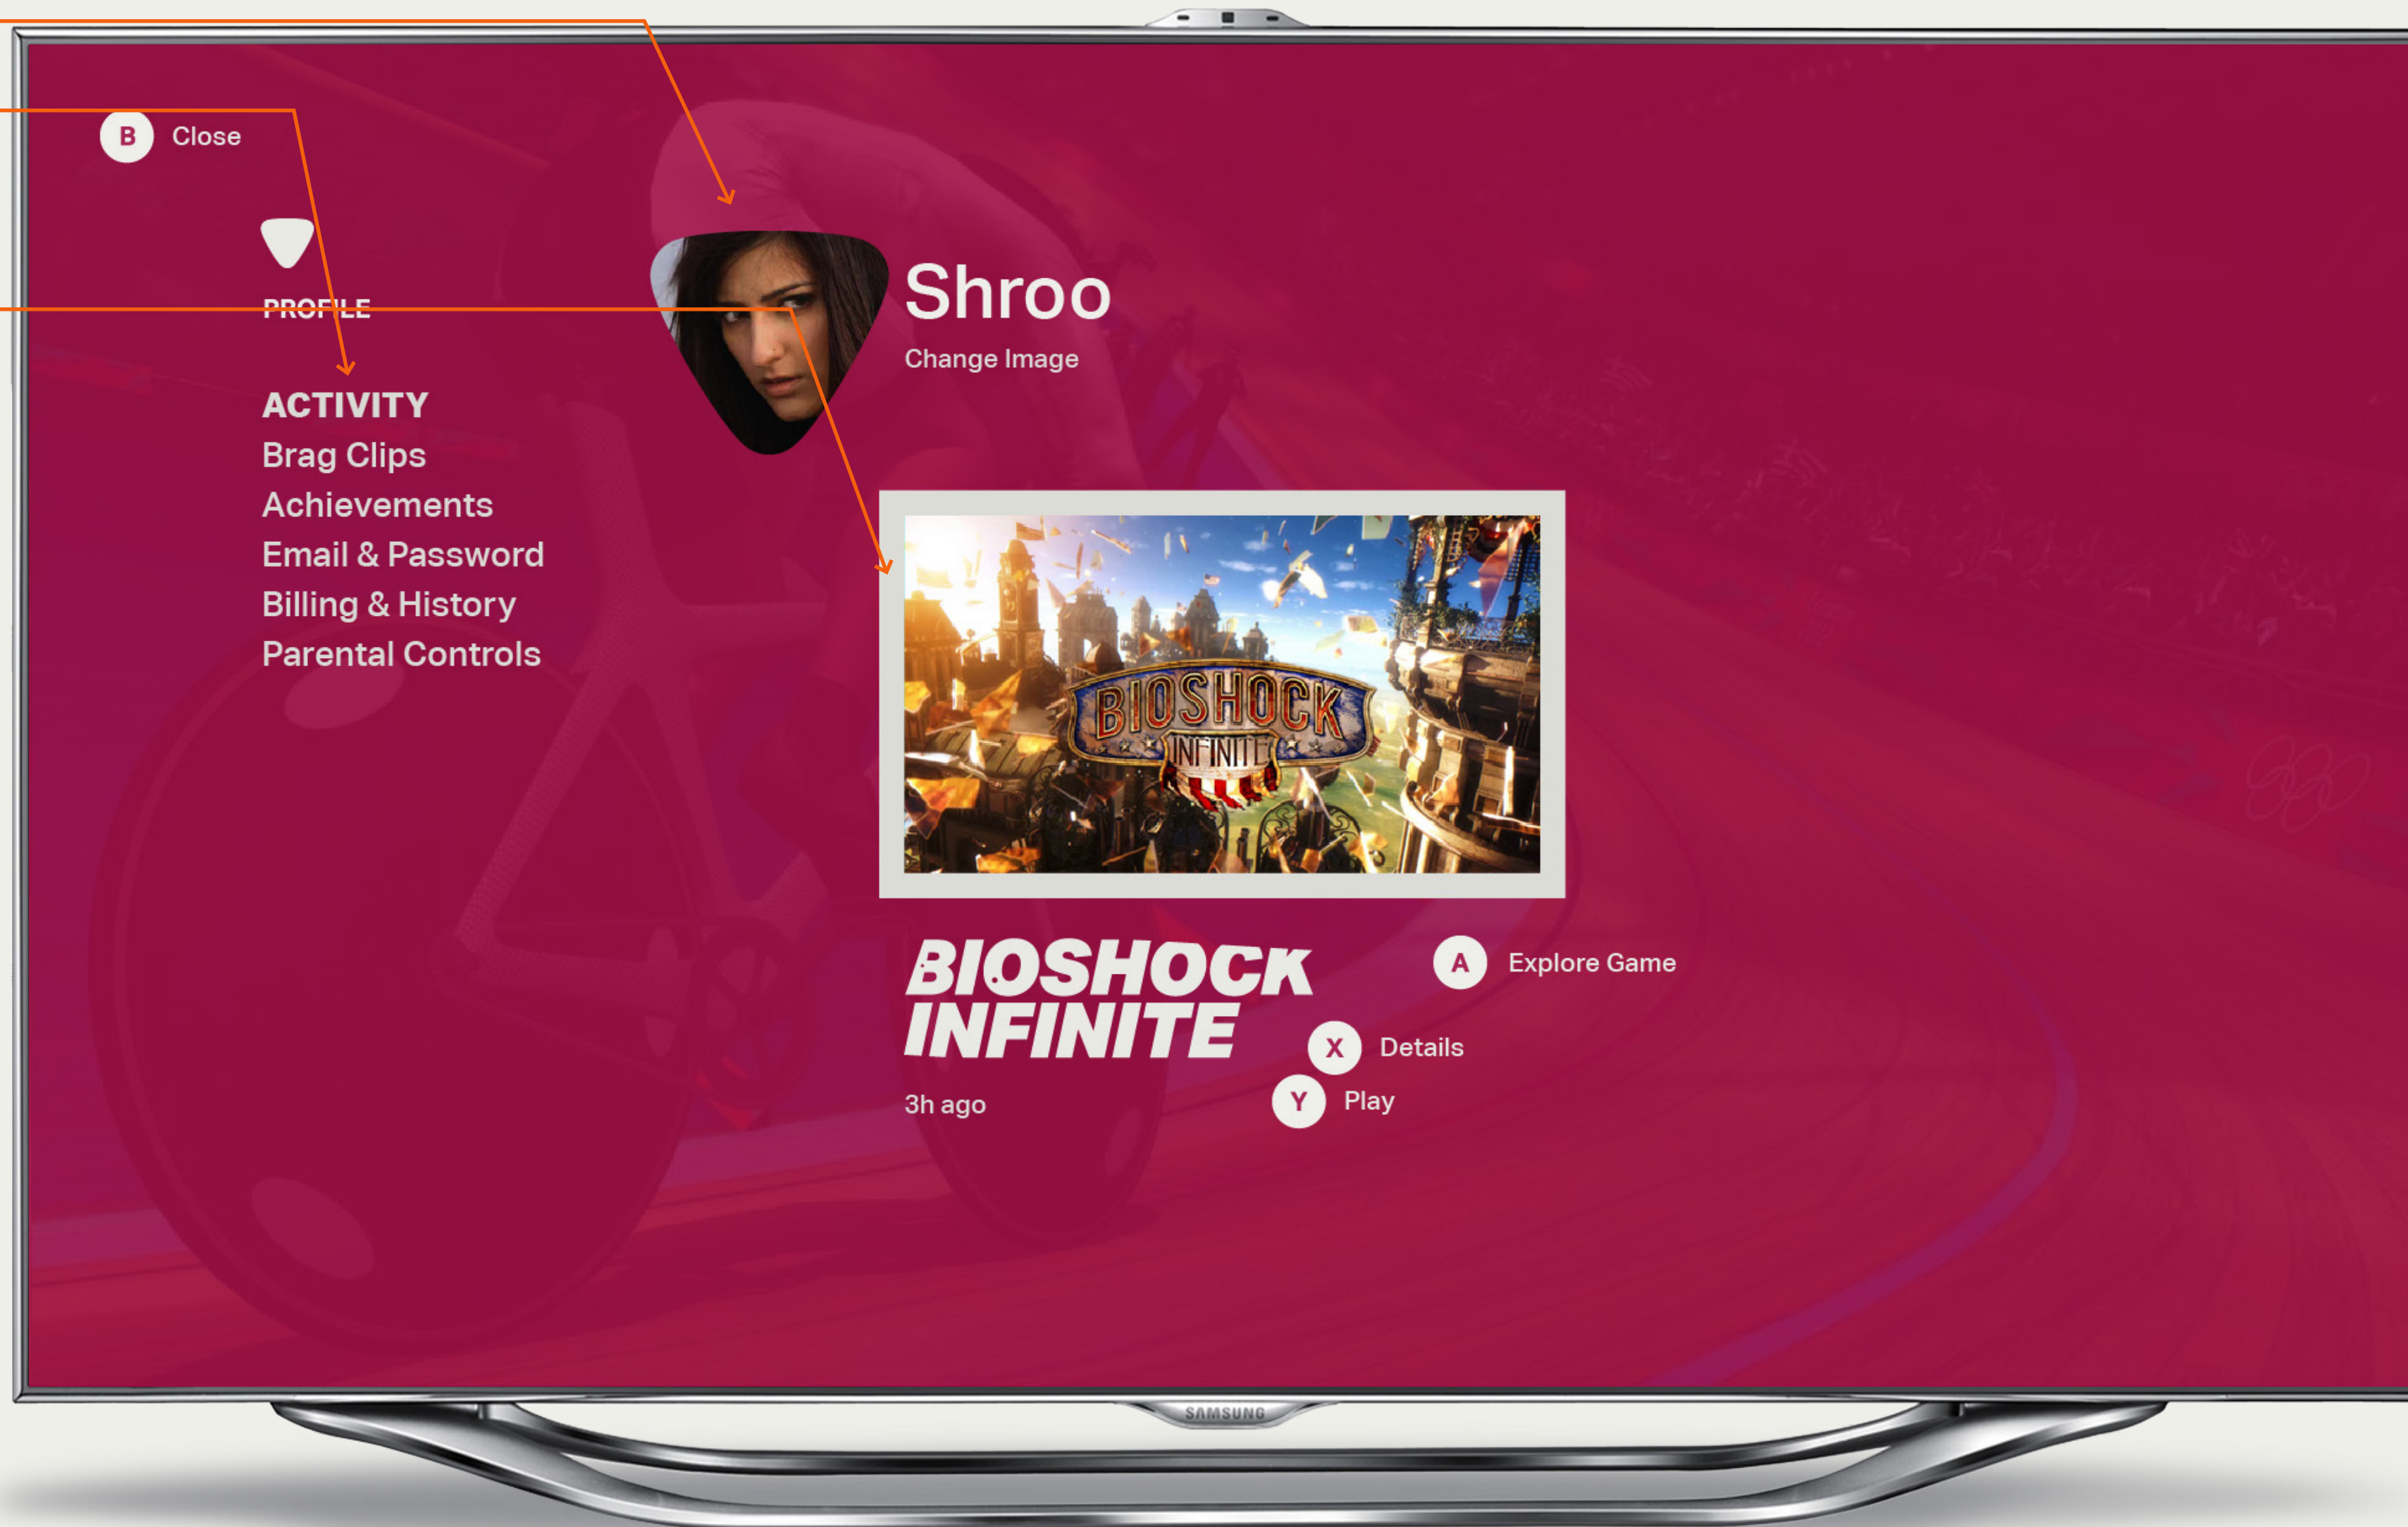 B Close
PROFILE
ACTIVITY
Brag Clips
Achievements
Email & Password
Billing & History
Parental Controls
Shroo
Change Image
BIOSHOCK
INFINITE
BIOSHOCK
INFINITE
3h ago
A Explore Game
X Details
Y Play
SAMSUNG